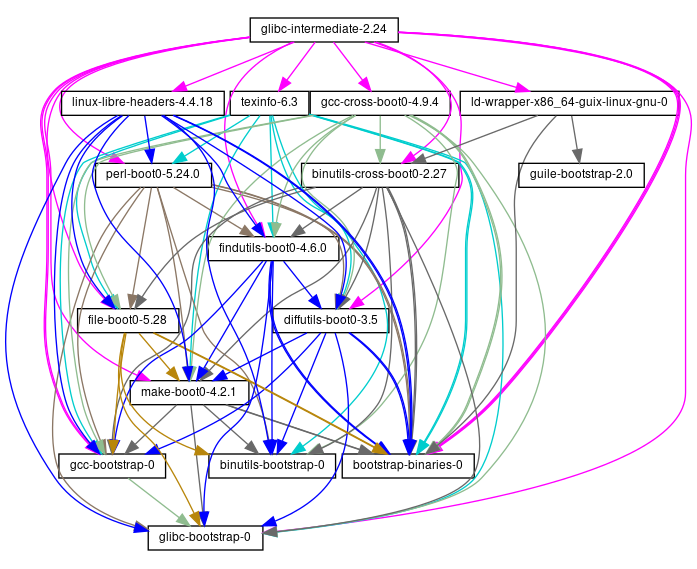 glibc-intermediate-2.24
linux-libre-headers-4.4.18
texinfo-6.3
gcc-cross-boot0-4.9.4
ld-wrapper-x86_64-guix-linux-gnu-0
perl-boot0-5.24.0
binutils-cross-boot0-2.27
guile-bootstrap-2.0
findutils-boot0-4.6.0
file-boot0-5.28
diffutils-boot0-3.5
make-boot0-4.2.1
gcc-bootstrap-0
binutils-bootstrap-0
bootstrap-binaries-0
glibc-bootstrap-0